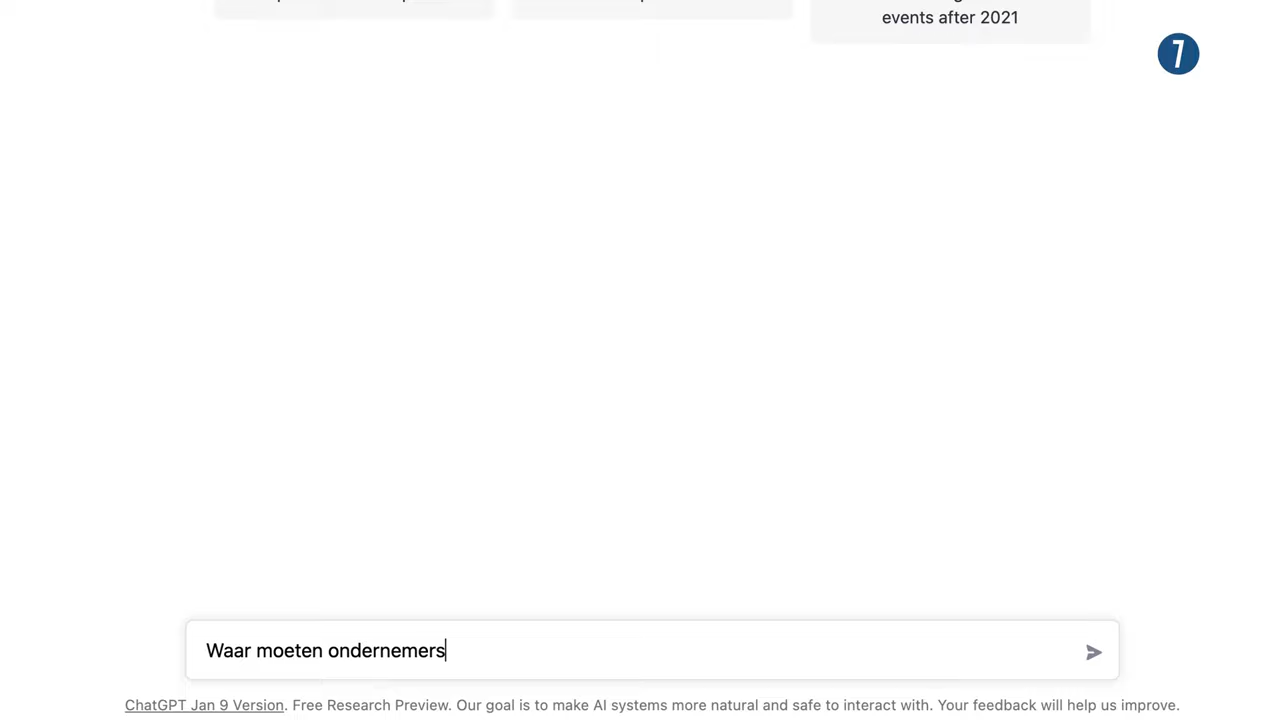 events after 2021
7
Waar moeten ondernemers
ChatGPT Jan 9 Version. Free Research Preview. Our goal is to make AI systems more natural and safe to interact with. Your feedback will help us improve.